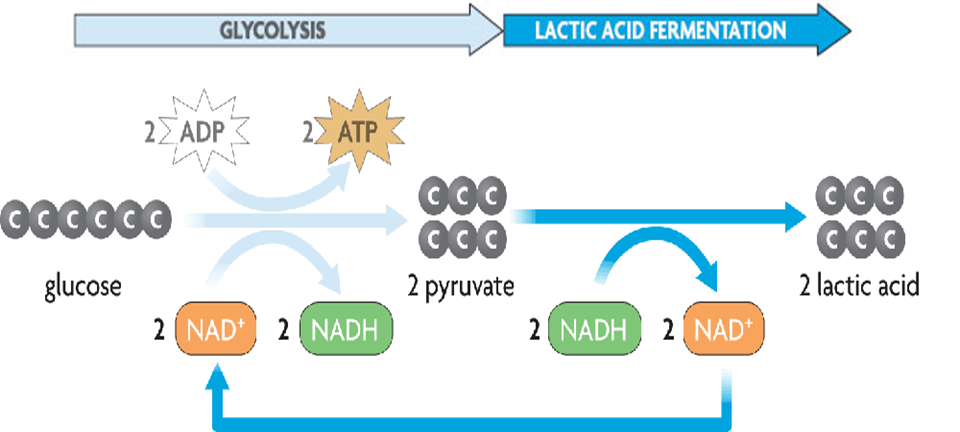 GLYCOLYSIS
LACTIC ACID FERMENTATION
2 ADP
2 ATP
C C C C C C
C C C
C C C
C C C
C C C
glucose
2 pyruvate
2 lactic acid
2 NAD⁺
2 NADH
2 NADH
2 NAD⁺